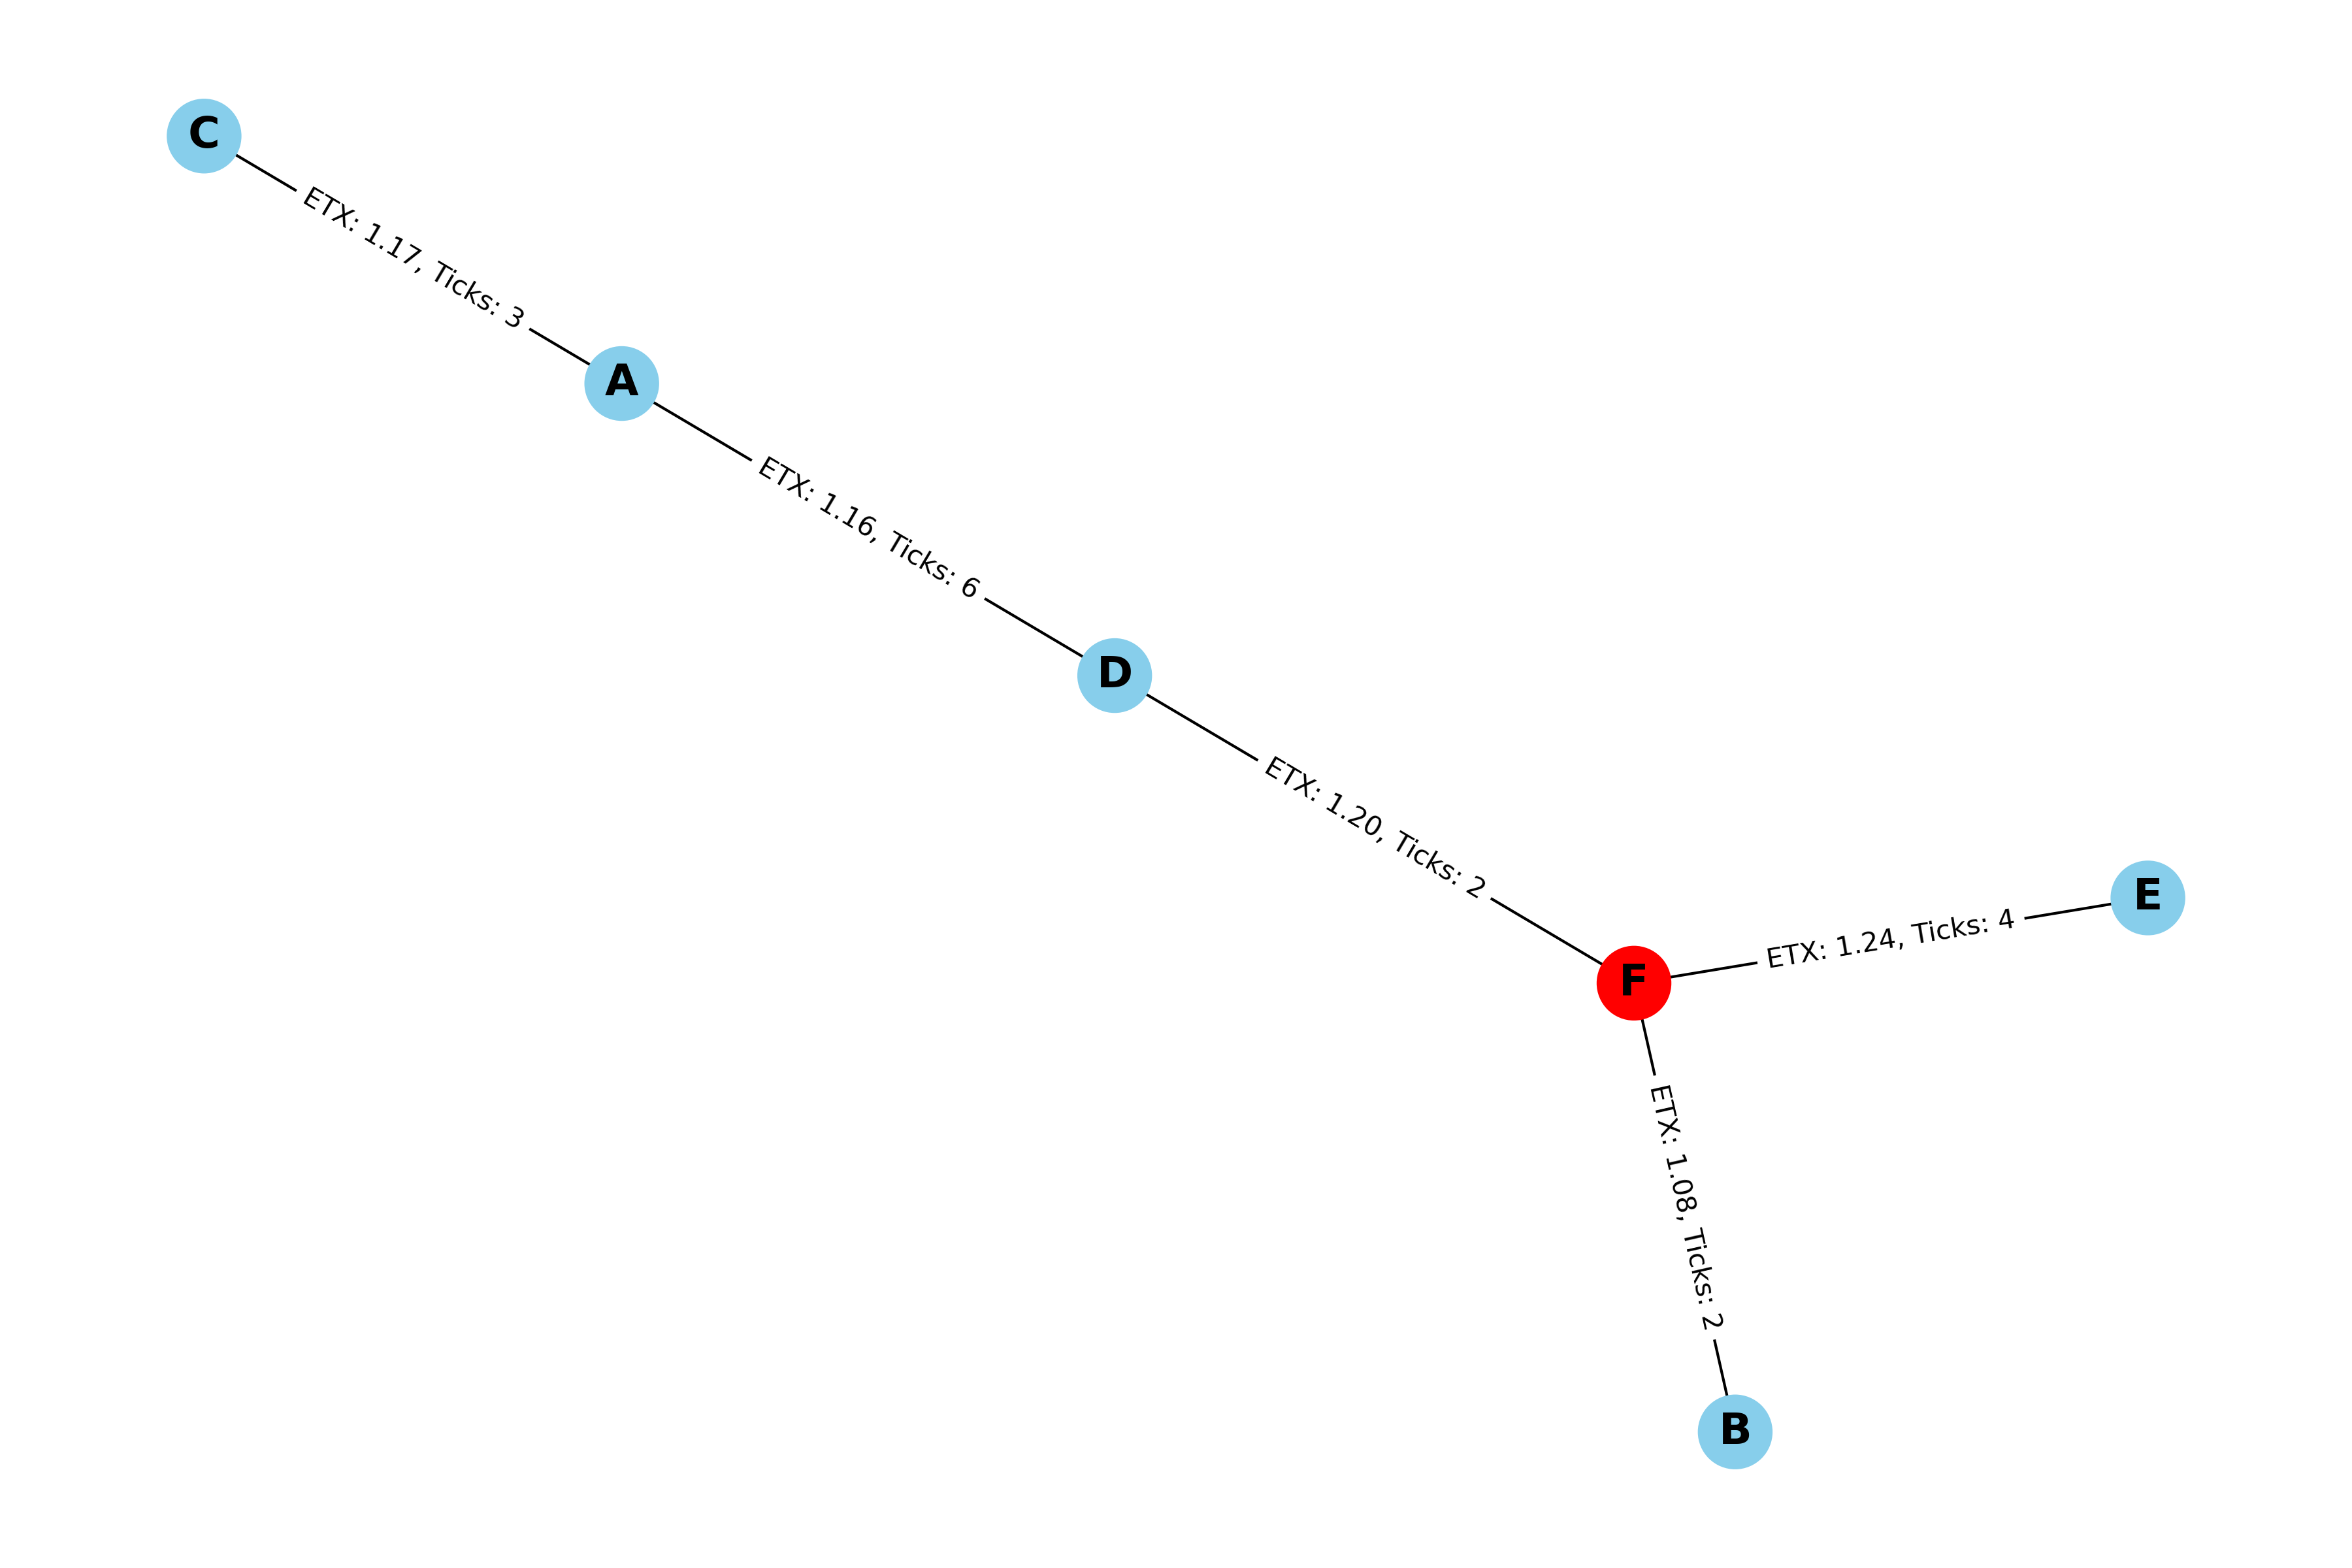 C
ETX: 1.17, Ticks: 3
A
ETX: 1.16, Ticks: 6
D
ETX: 1.20, Ticks: 2
E
ETX: 1.24, Ticks: 4
F
ETX: 1.08, Ticks: 2
B